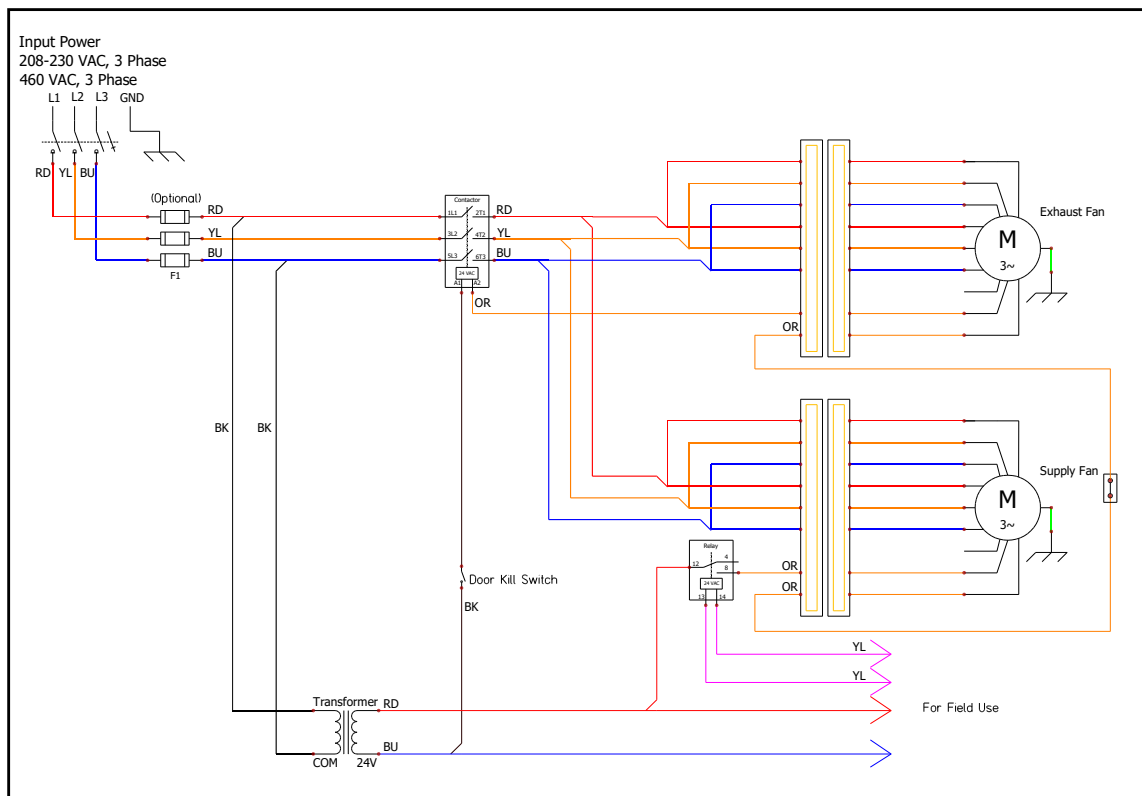 Input Power
208-230 VAC, 3 Phase
460 VAC, 3 Phase
L1 L2 L3 GND
RD YL BU
(Optional)
RD
YL
BU
F1
Contactor
1L1 2T1
3L2 4T2
5L3 6T3
24 VAC
A1 A2
RD
YL
BU
OR
OR
M
3~
Exhaust Fan
BK BK
M
3~
Supply Fan
Relay
12 4
8
24 VAC
13 14
OR
OR
Door Kill Switch
BK
YL
YL
Transformer
RD
BU
COM 24V
For Field Use